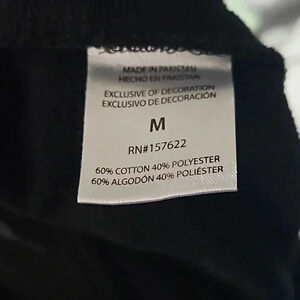 MADE IN PAKISTAN
HECHO EN PAKISTAN
EXCLUSIVE OF DECORATION
EXCLUSIVO DE DECORACIÓN
M
RN#157622
60% COTTON 40% POLYESTER
60% ALGODÓN 40% POLIÉSTER